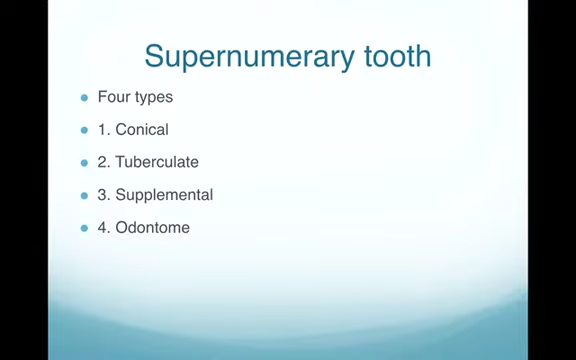 Supernumerary tooth
Four types
1. Conical
2. Tuberculate
3. Supplemental
4. Odontome